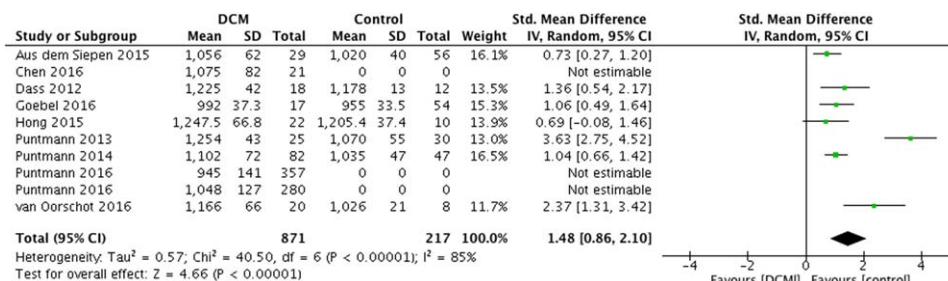 DCM Control Std. Mean Difference Std. Mean Difference
Study or Subgroup Mean SD Total Mean SD Total Weight IV, Random, 95% CI IV, Random, 95% CI
Aus dem Siepen 2015 1,056 62 29 1,020 40 56 16.1% 0.73 [0.27, 1.20]
Chen 2016 1,075 82 21 0 0 0 Not estimable
Dass 2012 1,225 42 18 1,178 13 12 13.5% 1.36 [0.54, 2.17]
Goebel 2016 992 37.3 17 955 33.5 54 15.3% 1.06 [0.49, 1.64]
Hong 2015 1,247.5 66.8 22 1,205.4 37.4 10 13.9% 0.69 [-0.08, 1.46]
Puntmann 2013 1,254 43 25 1,070 55 30 13.0% 3.63 [2.75, 4.52]
Puntmann 2014 1,102 72 82 1,035 47 47 16.5% 1.04 [0.66, 1.42]
Puntmann 2016 945 141 357 0 0 0 Not estimable
Puntmann 2016 1,048 127 280 0 0 0 Not estimable
van Oorschot 2016 1,166 66 20 1,026 21 8 11.7% 2.37 [1.31, 3.42]
Total (95% CI) 871 217 100.0% 1.48 [0.86, 2.10]
Heterogeneity: Tau² = 0.57; Chi² = 40.50, df = 6 (P < 0.00001); I² = 85%
Test for overall effect: Z = 4.66 (P < 0.00001)
-4 -2 0 2 4
Favours [DCM] Favours [control]